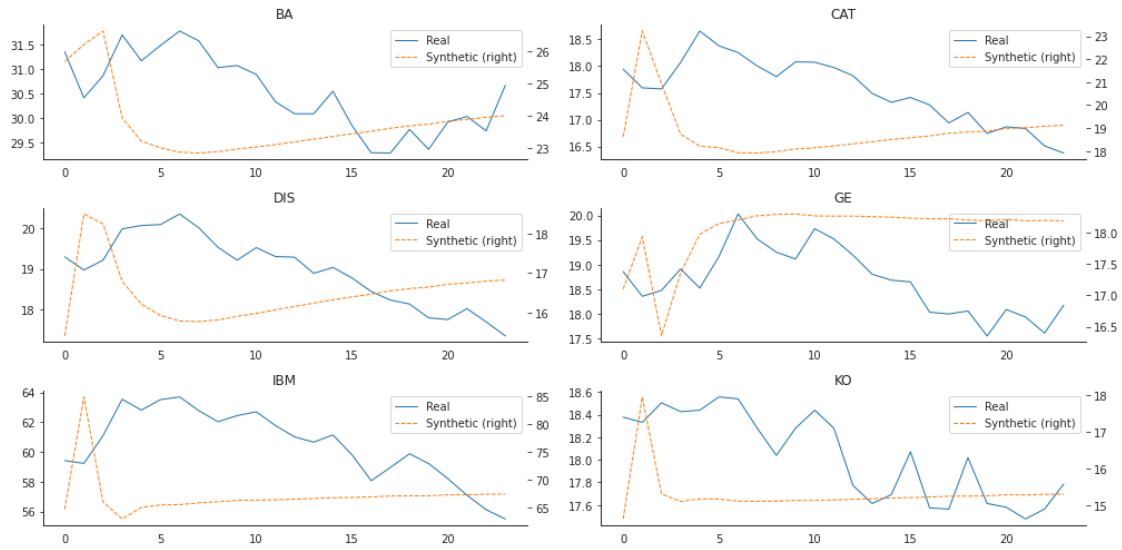 BA
31.5
31.0
30.5
30.0
29.5
26
25
24
23
0 5 10 15 20
Real
Synthetic (right)
CAT
18.5
18.0
17.5
17.0
16.5
23
22
21
20
19
18
0 5 10 15 20
Real
Synthetic (right)
DIS
20
19
18
18
17
16
0 5 10 15 20
Real
Synthetic (right)
GE
20.0
19.5
19.0
18.5
18.0
17.5
18.0
17.5
17.0
16.5
0 5 10 15 20
Real
Synthetic (right)
IBM
64
62
60
58
56
85
80
75
70
65
0 5 10 15 20
Real
Synthetic (right)
KO
18.6
18.4
18.2
18.0
17.8
17.6
18
17
16
15
0 5 10 15 20
Real
Synthetic (right)